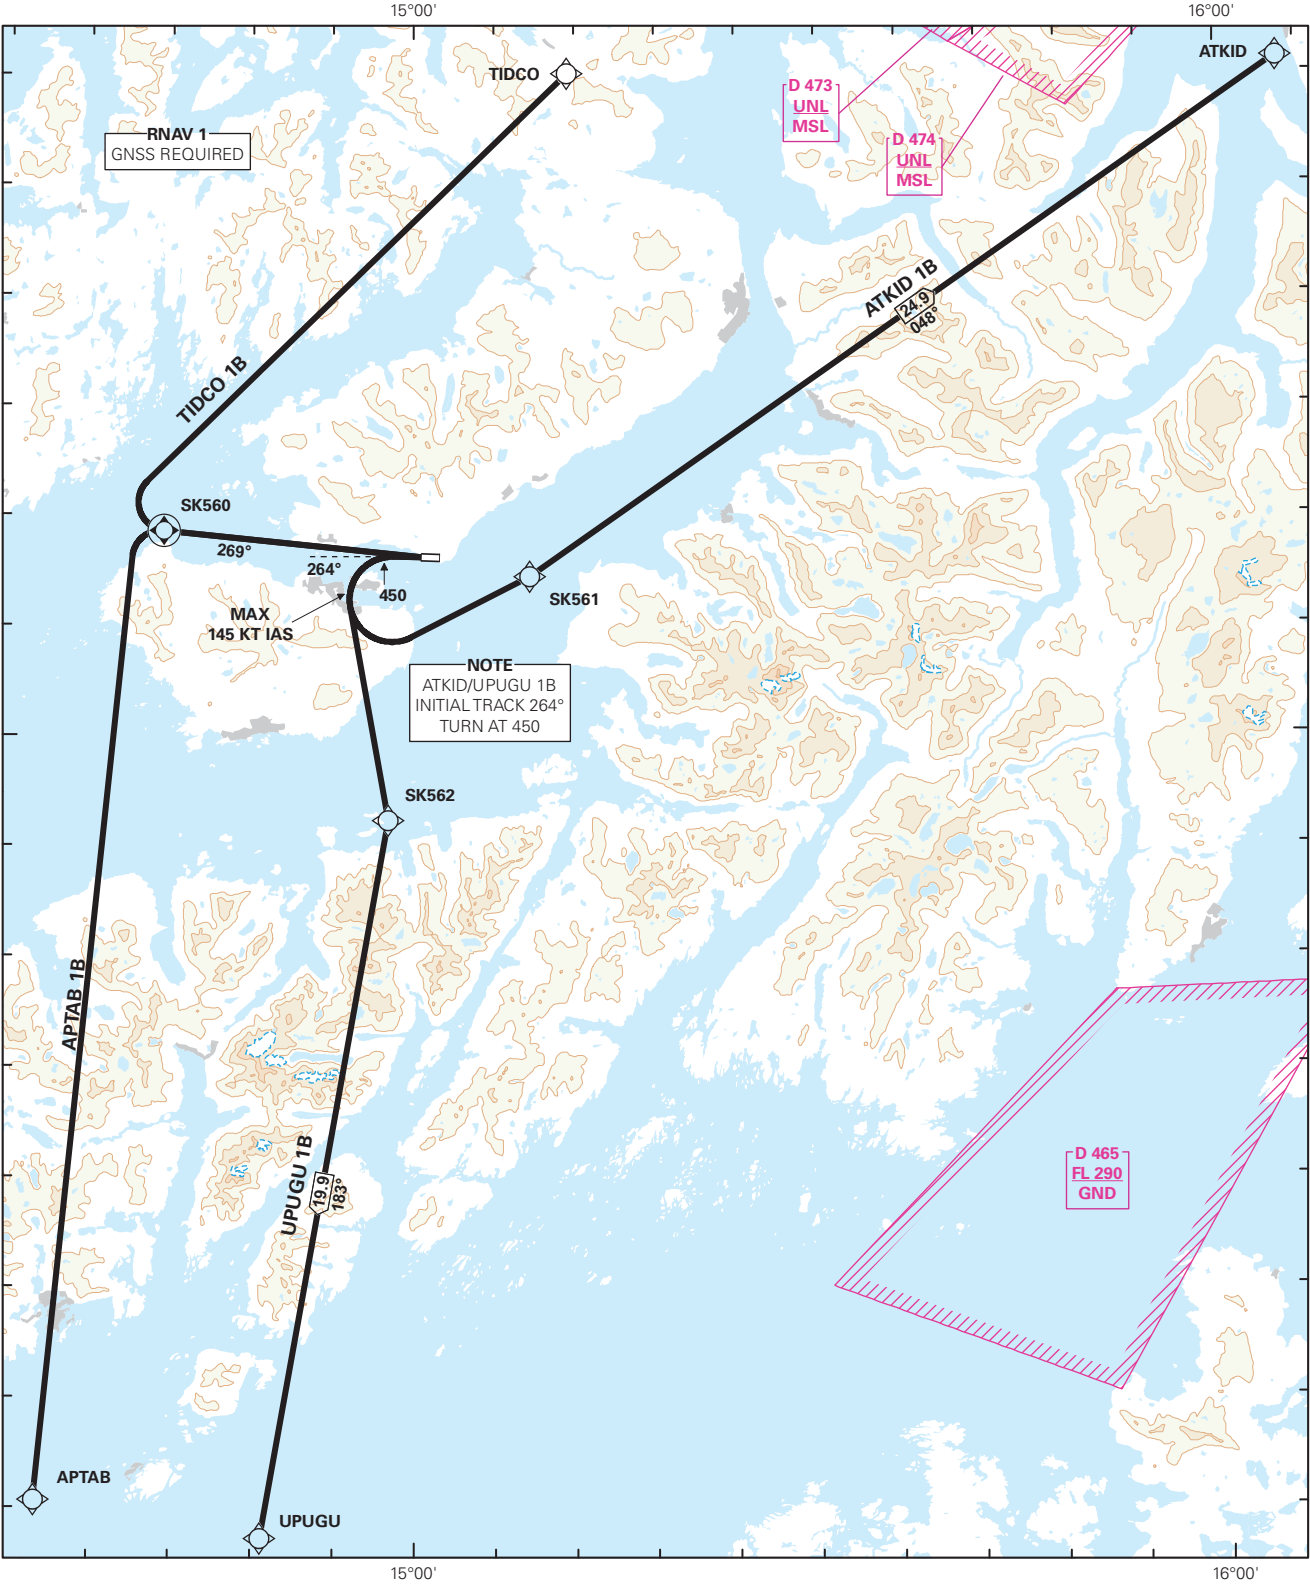 15°00'
16°00'
TIDCO
ATKID
D 473
UNL
MSL
RNAV 1
GNSS REQUIRED
D 474
UNL
MSL
ATKID 1B
24.9
048°
TIDCO 1B
SK560
269°
264°
450
SK561
MAX
145 KT IAS
NOTE
ATKID/UPUGU 1B
INITIAL TRACK 264°
TURN AT 450
SK562
APTAB 1B
UPUGU 1B
19.9
183°
D 465
FL 290
GND
APTAB
UPUGU
15°00'
16°00'